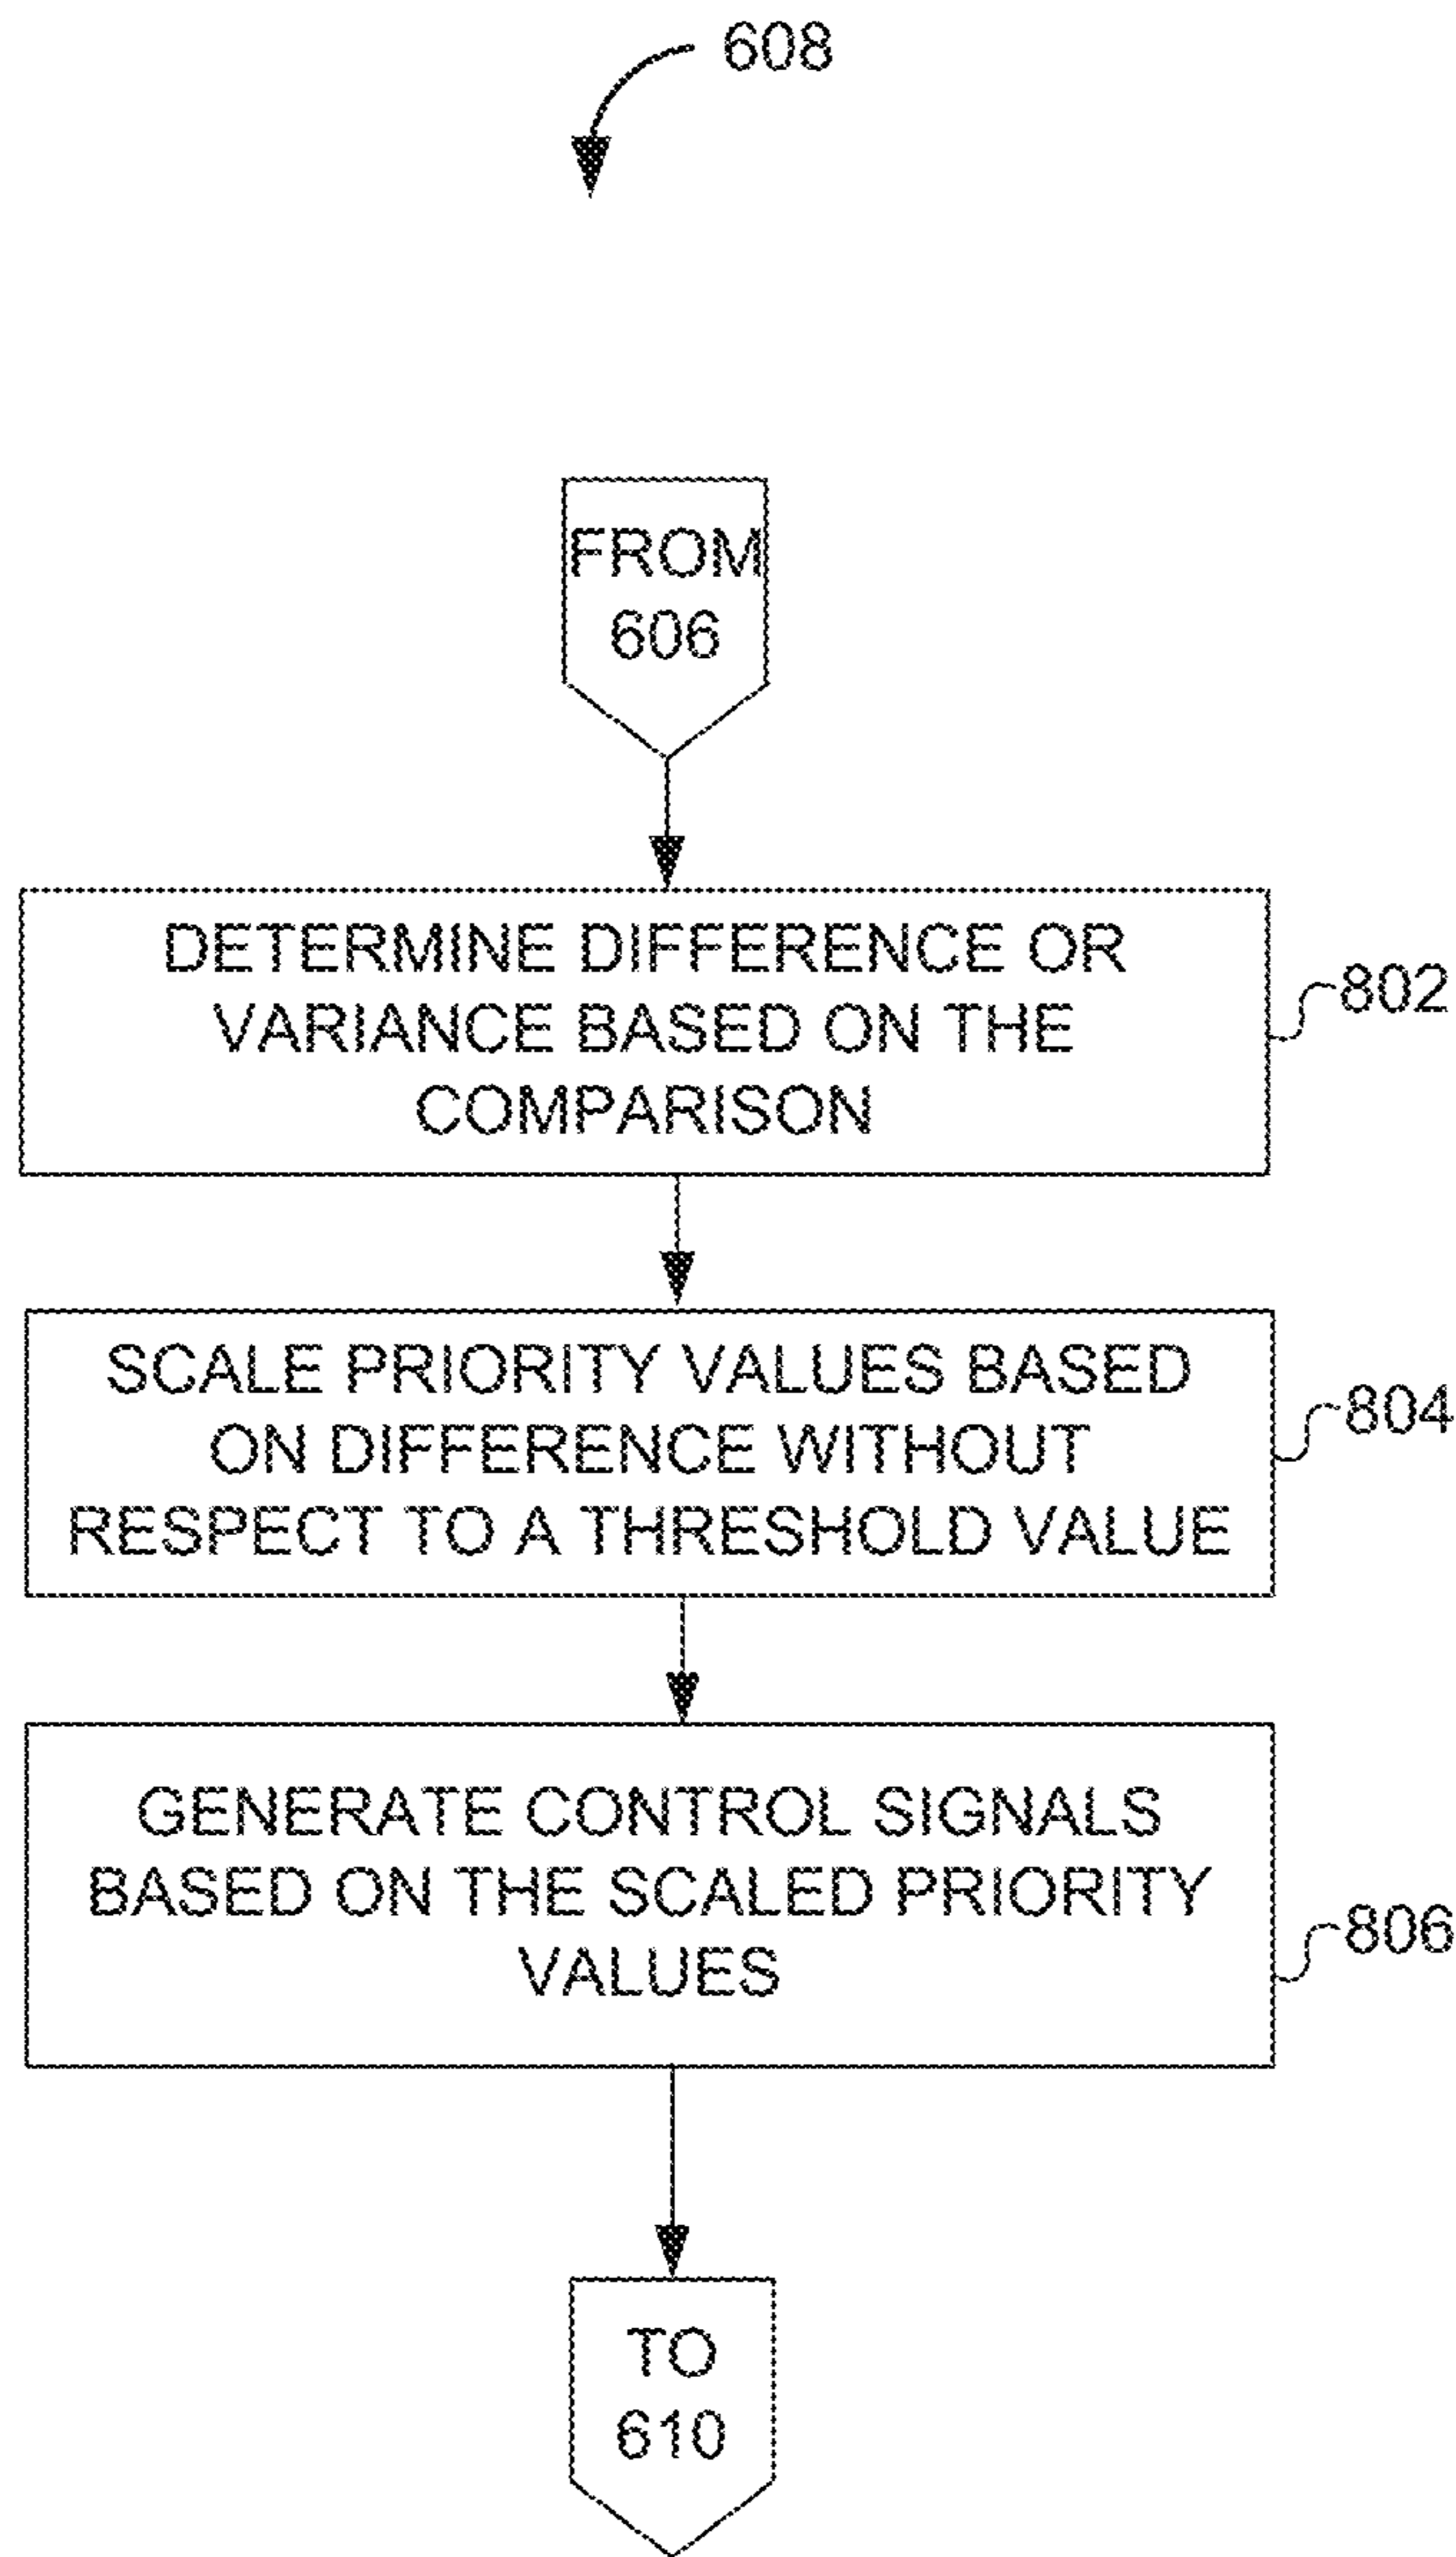 608
FROM
606
DETERMINE DIFFERENCE OR
VARIANCE BASED ON THE
COMPARISON
802
SCALE PRIORITY VALUES BASED
ON DIFFERENCE WITHOUT
RESPECT TO A THRESHOLD VALUE
804
GENERATE CONTROL SIGNALS
BASED ON THE SCALED PRIORITY
VALUES
806
TO
610